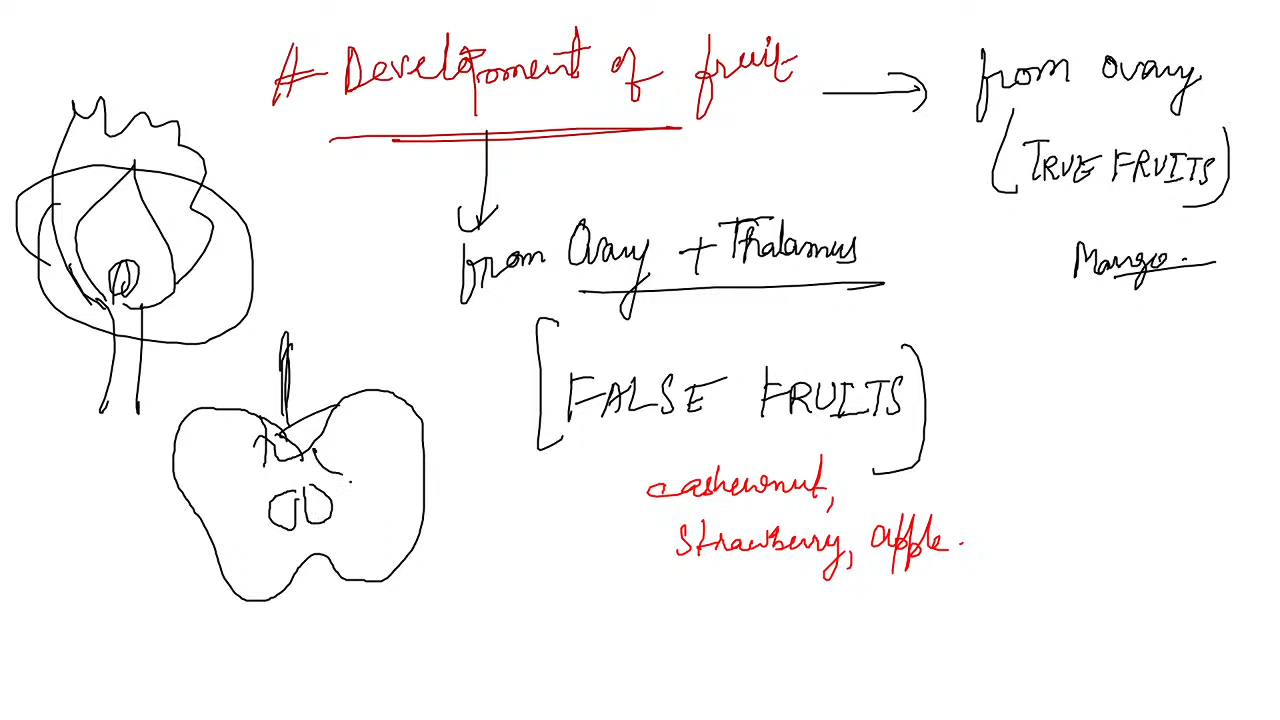 # Development of fruit
from ovary
(TRUE FRUITS)
Mango.
from Ovary + Thalamus
[FALSE FRUITS]
cashewnut,
strawberry, apple.